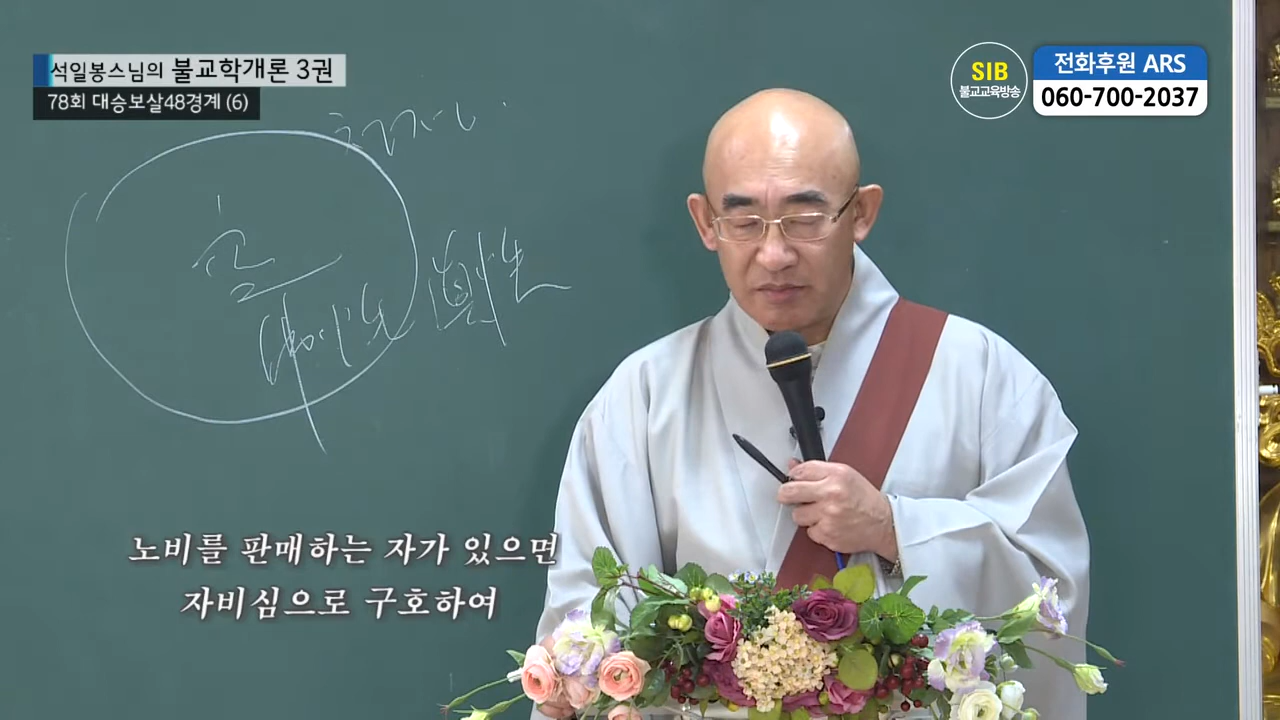 석일봉스님의 불교학개론 3권
78회 대승보살48경계 (6)
SIB
불교교육방송
전화후원 ARS
060-700-2037
노비를 판매하는 자가 있으면
자비심으로 구호하여